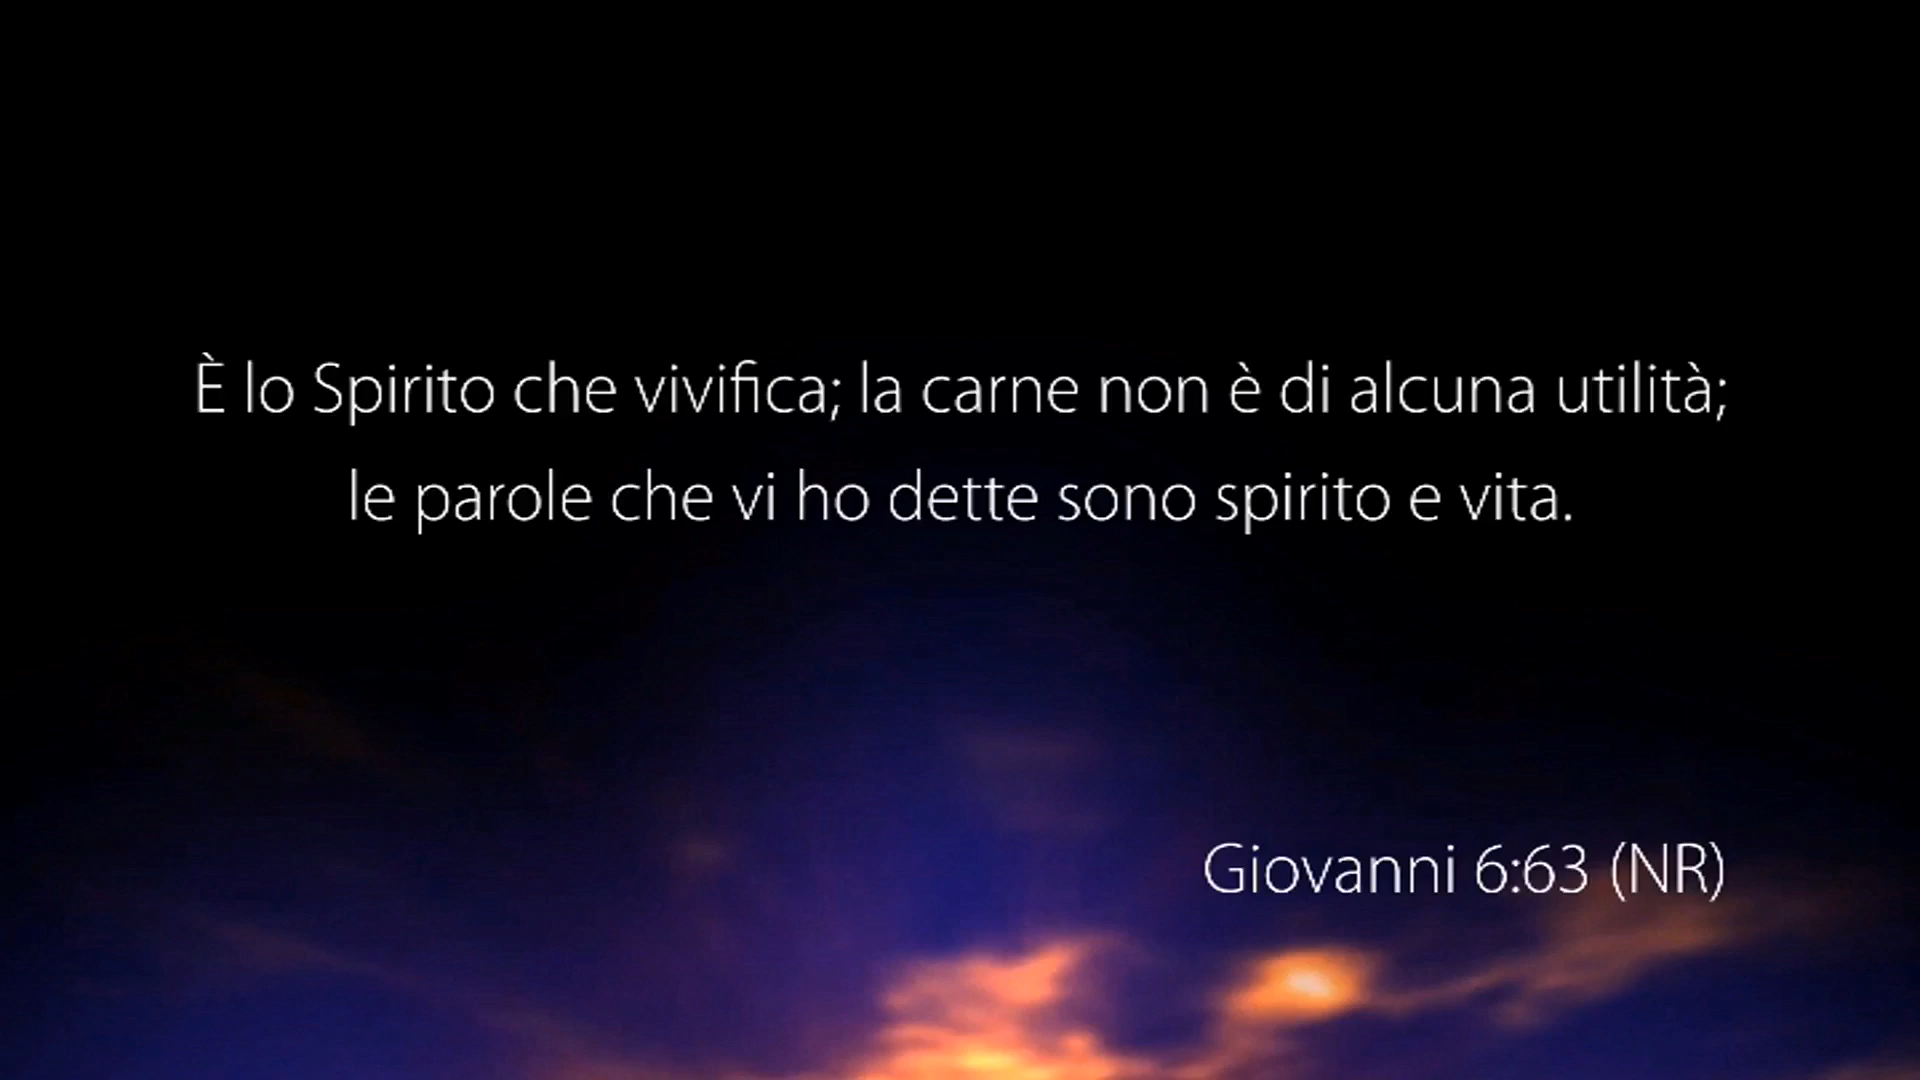 È lo Spirito che vivifica; la carne non è di alcuna utilità;
le parole che vi ho dette sono spirito e vita.
Giovanni 6:63 (NR)